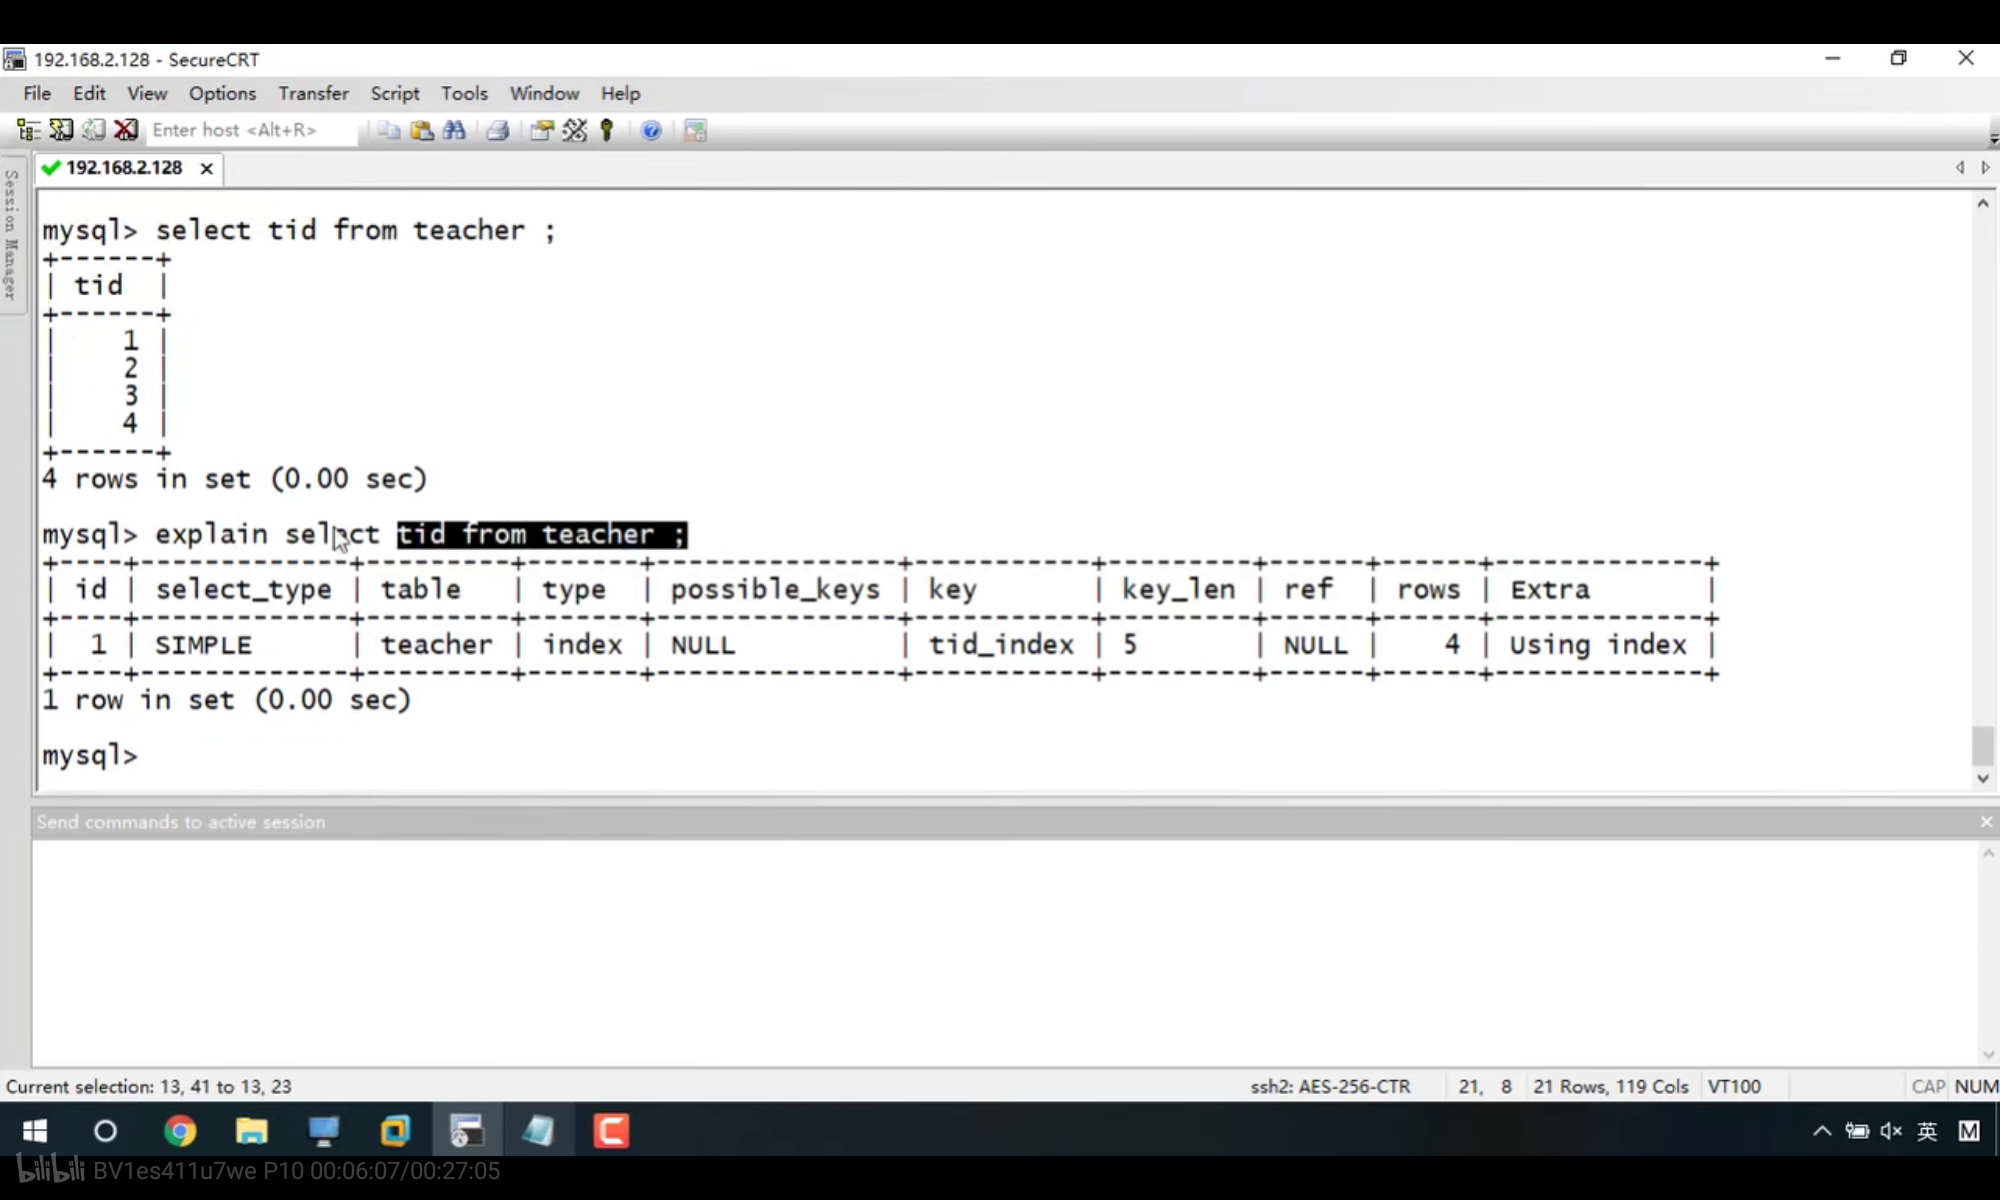 192.168.2.128 - SecureCRT
File Edit View Options Transfer Script Tools Window Help
Enter host <Alt+R>
192.168.2.128
Session Manager
mysql> select tid from teacher ;
+------+
| tid  |
+------+
|    1 |
|    2 |
|    3 |
|    4 |
+------+
4 rows in set (0.00 sec)
mysql> explain select tid from teacher ;
+----+-------------+---------+-------+---------------+-----------+---------+------+------+-------------+
| id | select_type | table   | type  | possible_keys | key       | key_len | ref  | rows | Extra       |
+----+-------------+---------+-------+---------------+-----------+---------+------+------+-------------+
|  1 | SIMPLE      | teacher | index | NULL          | tid_index | 5       | NULL |    4 | Using index |
+----+-------------+---------+-------+---------------+-----------+---------+------+------+-------------+
1 row in set (0.00 sec)
mysql>
Send commands to active session
Current selection: 13, 41 to 13, 23 ssh2: AES-256-CTR 21, 8 21 Rows, 119 Cols VT100 CAP NUM
英 M
bilibili BV1es411u7we P10 00:06:07/00:27:05